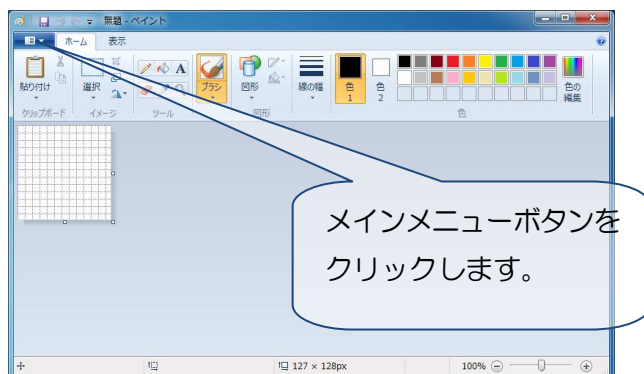 無題 - ペイント
ホーム 表示
貼り付け 選択 A ブラシ 図形 線の幅 色 1 色 2 色の 編集
クリップボード イメージ ツール 図形 色
メインメニューボタンを
クリックします。
127 × 128px 100%